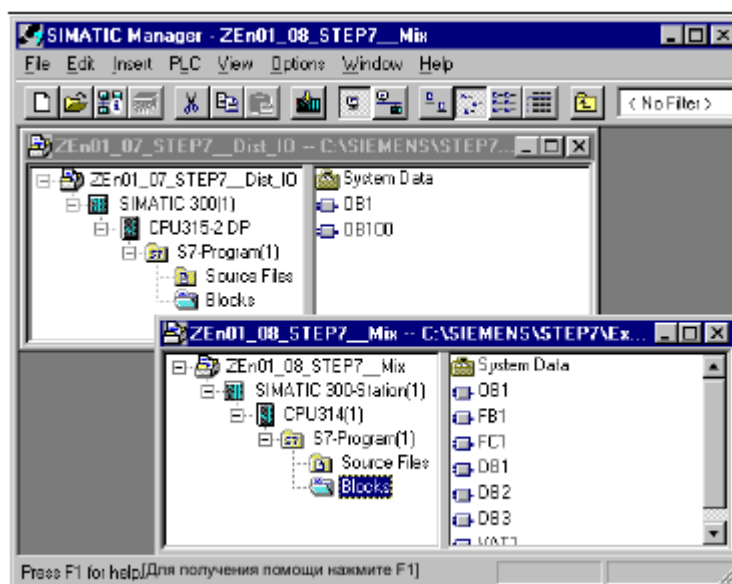 SIMATIC Manager - ZEn01_08_STEP7__Mix
File Edit Insert PLC View Options Window Help
< No Filter >
ZEn01_07_STEP7__Dist_IO -- C:\SIEMENS\STEP7...
ZEn01_07_STEP7__Dist_IO
SIMATIC 300(1)
CPU315-2 DP
S7-Program(1)
Source Files
Blocks
System Data
OB1
OB100
ZEn01_08_STEP7__Mix -- C:\SIEMENS\STEP7\Ex...
ZEn01_08_STEP7__Mix
SIMATIC 300-Station(1)
CPU314(1)
S7-Program(1)
Source Files
Blocks
System Data
OB1
FB1
FC1
DB1
DB2
DB3
VAT1
Press F1 for help.[Для получения помощи нажмите F1]